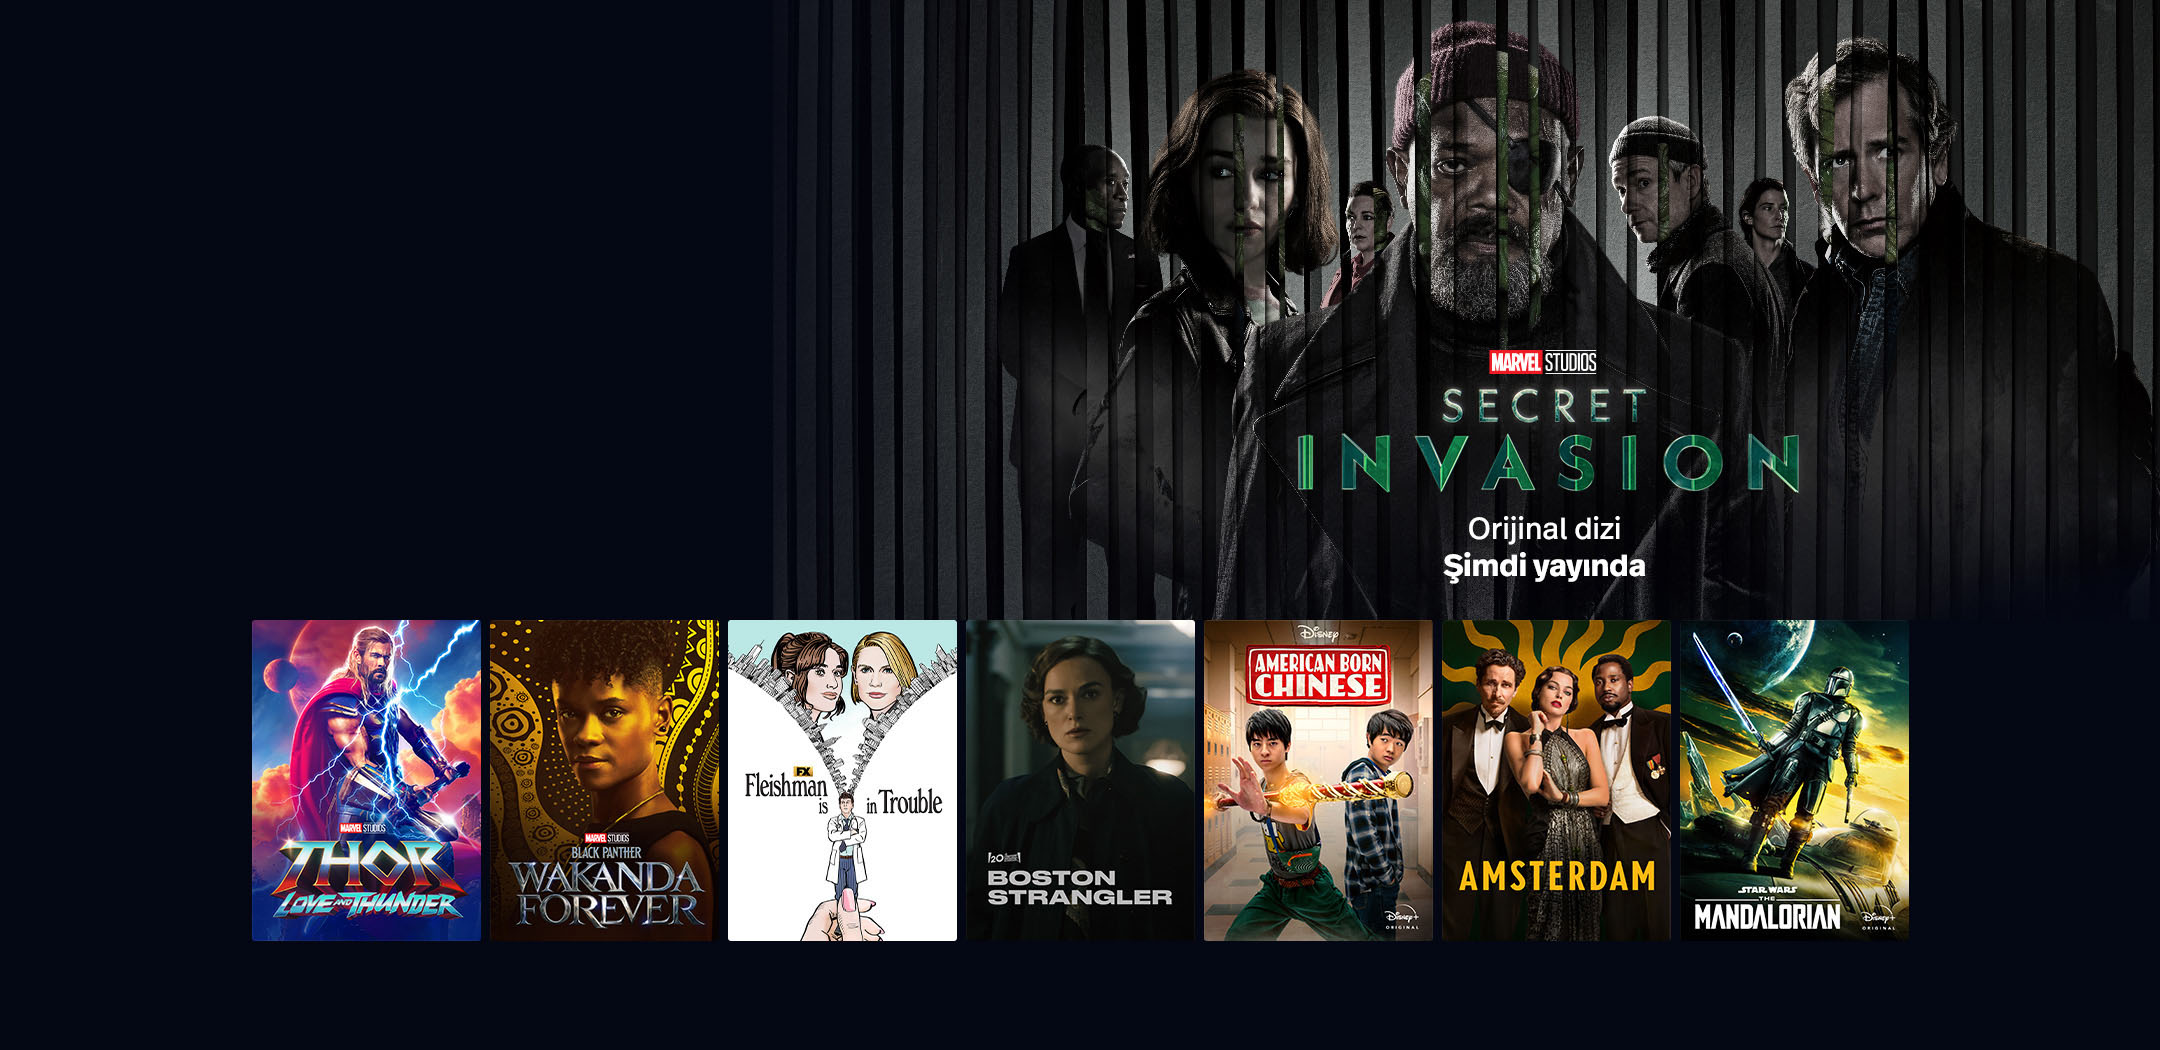 MARVEL STUDIOS
SECRET
INVASION
Orijinal dizi
Şimdi yayında
MARVEL STUDIOS
THOR
LOVE AND THUNDER
MARVEL STUDIOS
BLACK PANTHER
WAKANDA
FOREVER
FX
Fleishman
is in Trouble
20
BOSTON
STRANGLER
Disney
AMERICAN BORN
CHINESE
Disney+
ORIGINAL
AMSTERDAM
STAR WARS
THE
MANDALORIAN
Disney+
ORIGINAL